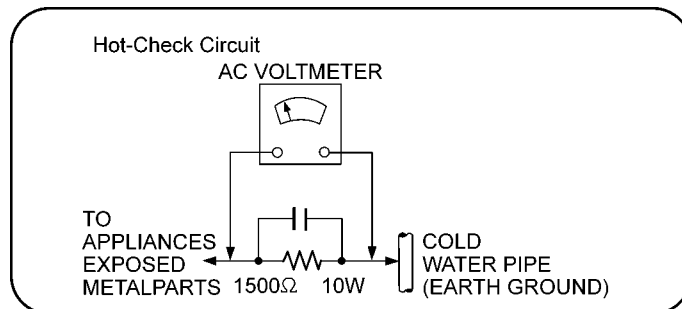 Hot-Check Circuit
AC VOLTMETER
TO
APPLIANCES
EXPOSED
METALPARTS
1500Ω
10W
COLD
WATER PIPE
(EARTH GROUND)